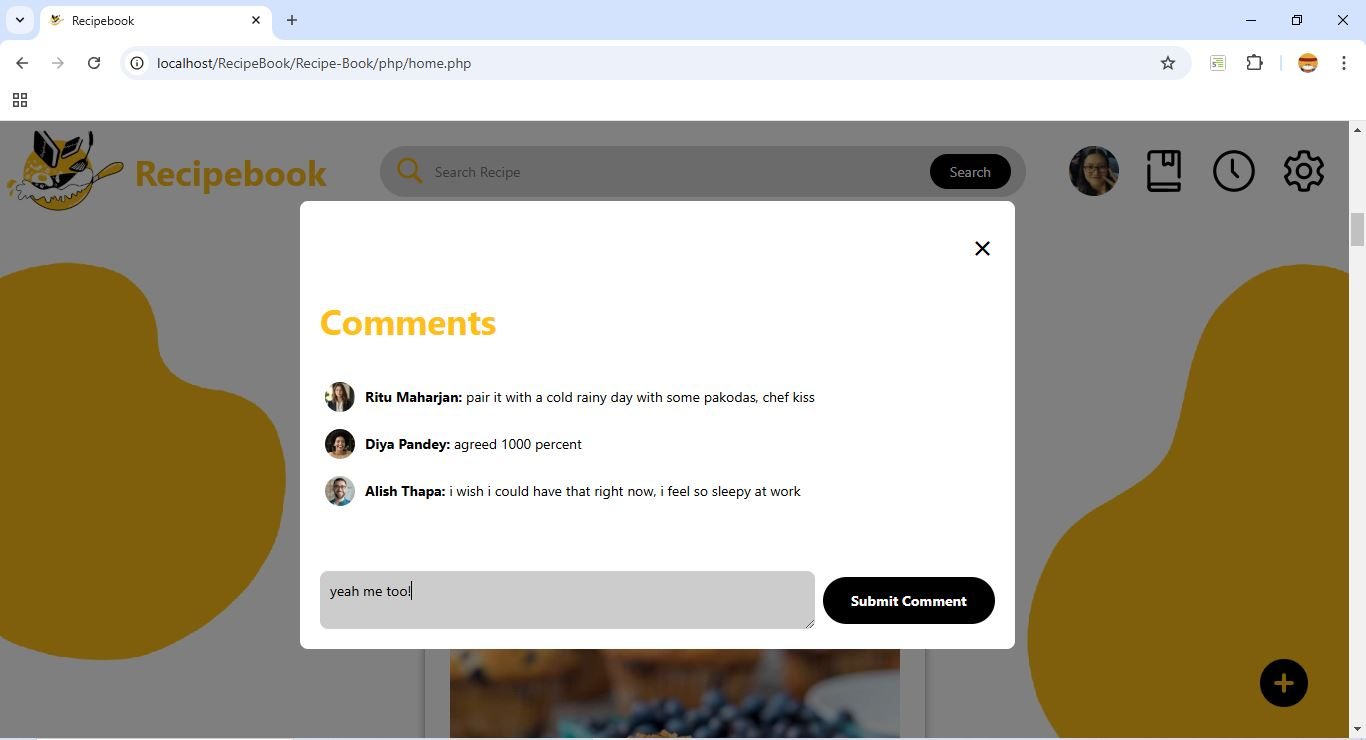 Recipebook
localhost/RecipeBook/Recipe-Book/php/home.php
Recipebook
Search Recipe
Search
Comments
Ritu Maharjan: pair it with a cold rainy day with some pakodas, chef kiss
Diya Pandey: agreed 1000 percent
Alish Thapa: i wish i could have that right now, i feel so sleepy at work
yeah me too!
Submit Comment